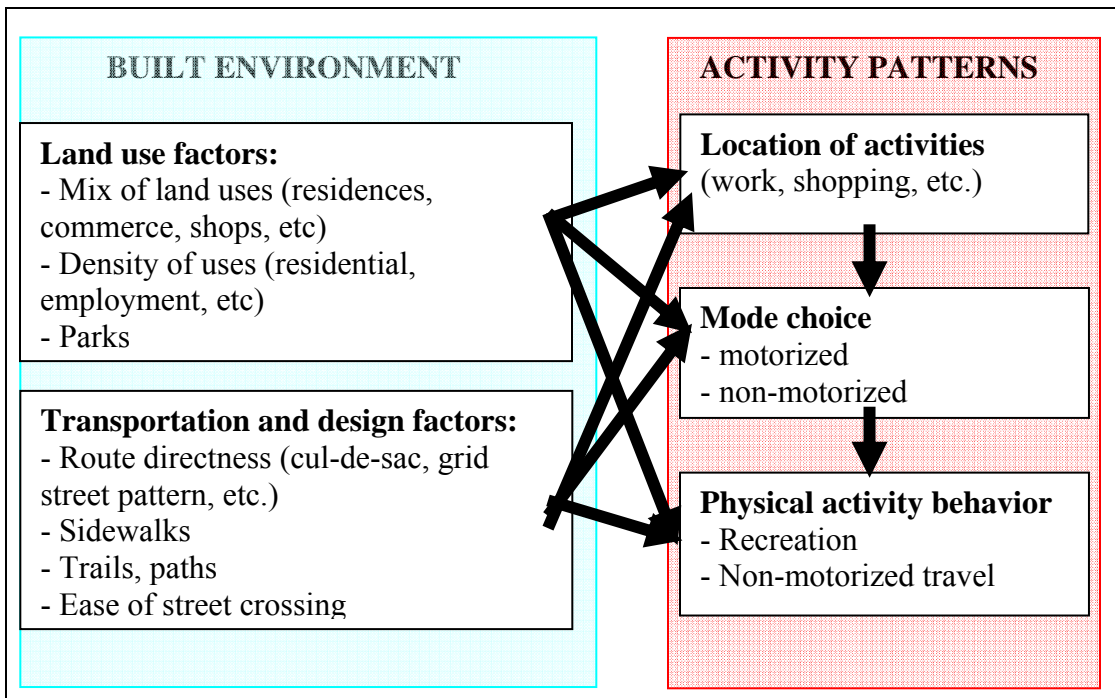 BUILT ENVIRONMENT
Land use factors:
- Mix of land uses (residences,
commerce, shops, etc)
- Density of uses (residential,
employment, etc)
- Parks
Transportation and design factors:
- Route directness (cul-de-sac, grid
street pattern, etc.)
- Sidewalks
- Trails, paths
- Ease of street crossing
ACTIVITY PATTERNS
Location of activities
(work, shopping, etc.)
Mode choice
- motorized
- non-motorized
Physical activity behavior
- Recreation
- Non-motorized travel